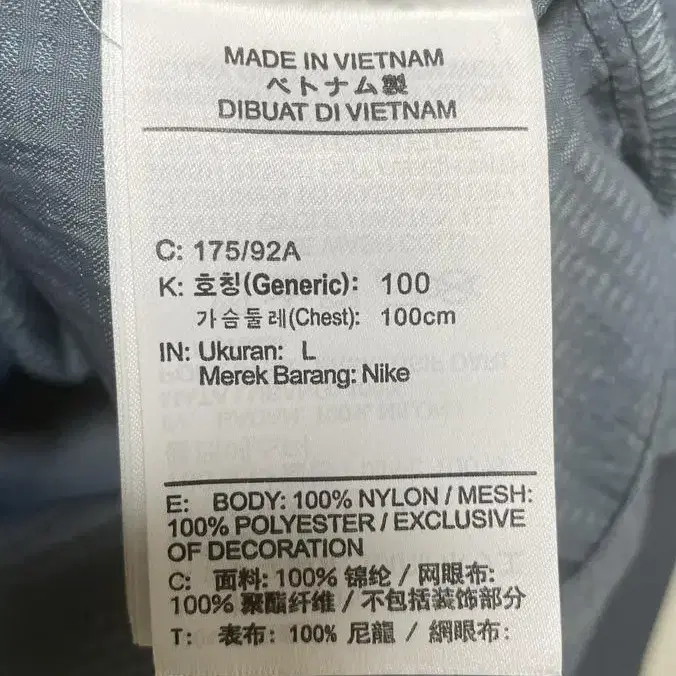 MADE IN VIETNAM
ベトナム製
DIBUAT DI VIETNAM
C: 175/92A
K: 호칭(Generic): 100
가슴둘레(Chest): 100cm
IN: Ukuran: L
Merek Barang: Nike
E: BODY: 100% NYLON / MESH:
100% POLYESTER / EXCLUSIVE
OF DECORATION
C: 面料: 100% 锦纶 / 网眼布:
100% 聚酯纤维 / 不包括装饰部分
T: 表布: 100% 尼龍 / 網眼布: